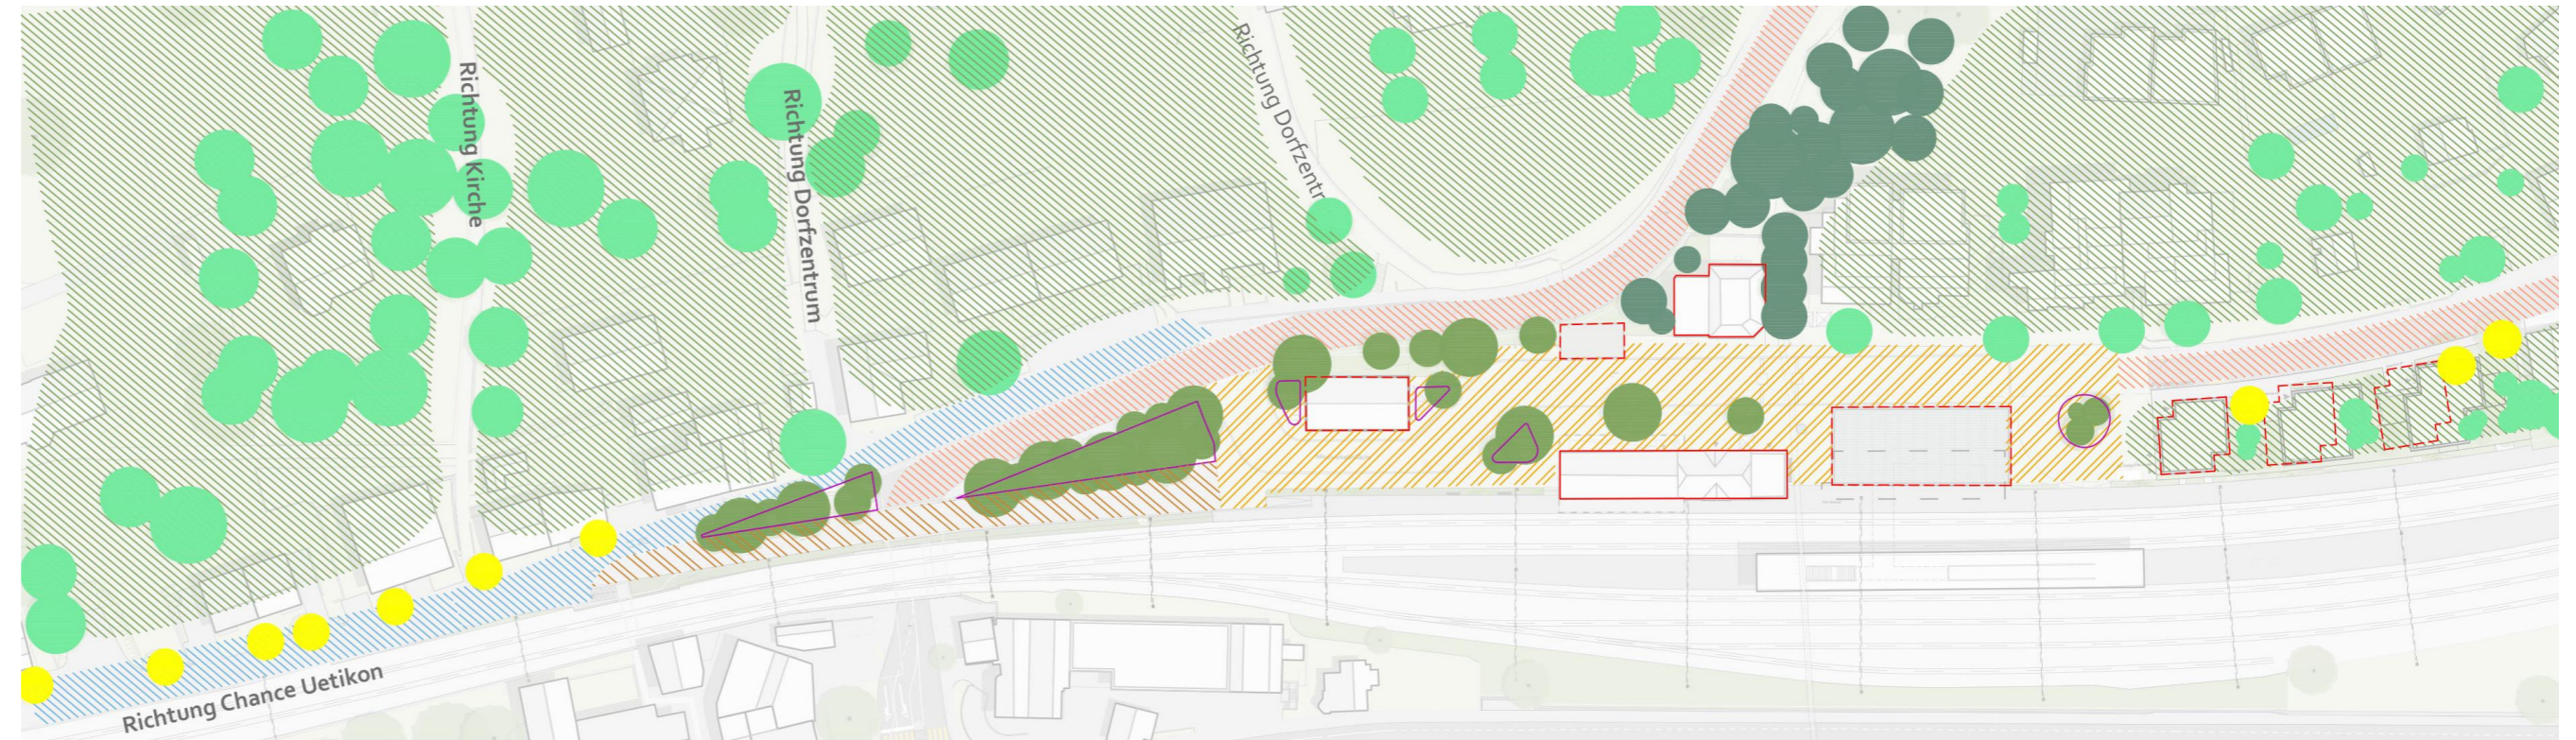 Richtung Kirche
Richtung Dorfzentrum
Richtung Dorfzentr
Richtung Chance Uetikon